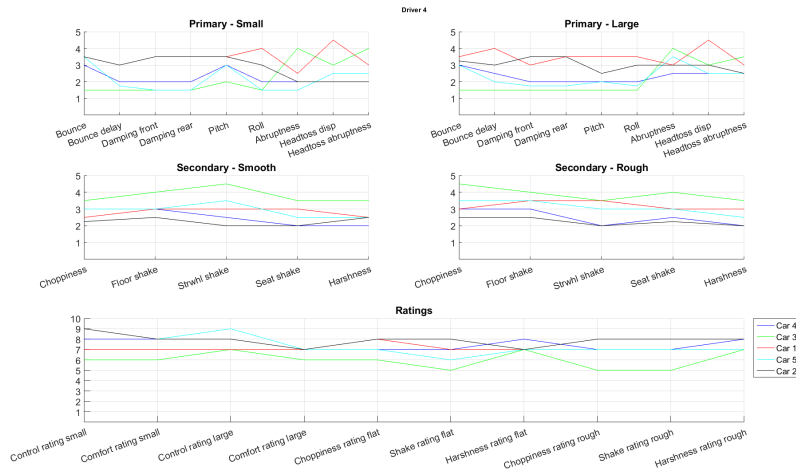 Driver 4
Primary - Small
5
4
3
2
1
Bounce
Bounce delay
Damping front
Damping rear
Pitch
Roll
Abruptness
Headtoss disp
Headtoss abruptness
Primary - Large
5
4
3
2
1
Bounce
Bounce delay
Damping front
Damping rear
Pitch
Roll
Abruptness
Headtoss disp
Headtoss abruptness
Secondary - Smooth
5
4
3
2
1
Choppiness
Floor shake
Strwhl shake
Seat shake
Harshness
Secondary - Rough
5
4
3
2
1
Choppiness
Floor shake
Strwhl shake
Seat shake
Harshness
Ratings
10
9
8
7
6
5
4
3
2
1
Control rating small
Comfort rating small
Control rating large
Comfort rating large
Choppiness rating flat
Shake rating flat
Harshness rating flat
Choppiness rating rough
Shake rating rough
Harshness rating rough
Car 4
Car 3
Car 1
Car 5
Car 2